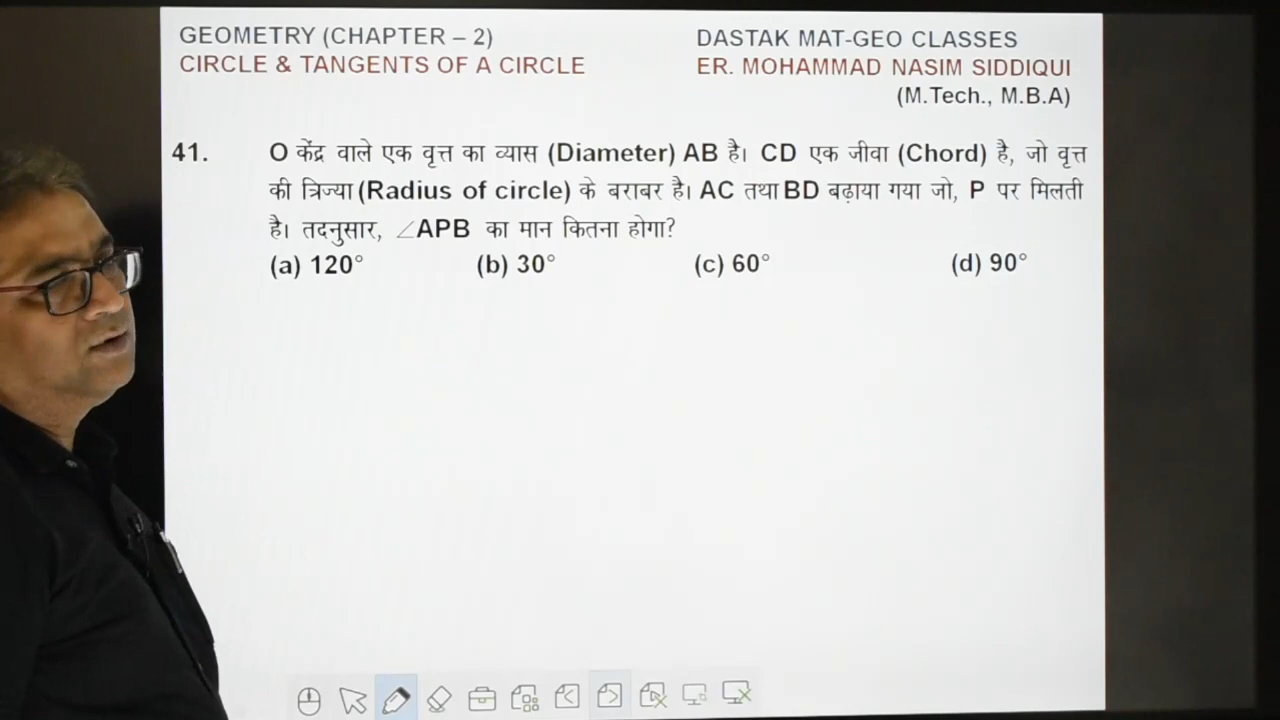 GEOMETRY (CHAPTER – 2)
DASTAK MAT-GEO CLASSES
CIRCLE & TANGENTS OF A CIRCLE
ER. MOHAMMAD NASIM SIDDIQUI
(M.Tech., M.B.A)
41. O केंद्र वाले एक वृत्त का व्यास (Diameter) AB है। CD एक जीवा (Chord) है, जो वृत्त
की त्रिज्या (Radius of circle) के बराबर है। AC तथा BD बढ़ाया गया जो, P पर मिलती
है। तदनुसार, ∠APB का मान कितना होगा?
(a) 120° (b) 30° (c) 60° (d) 90°